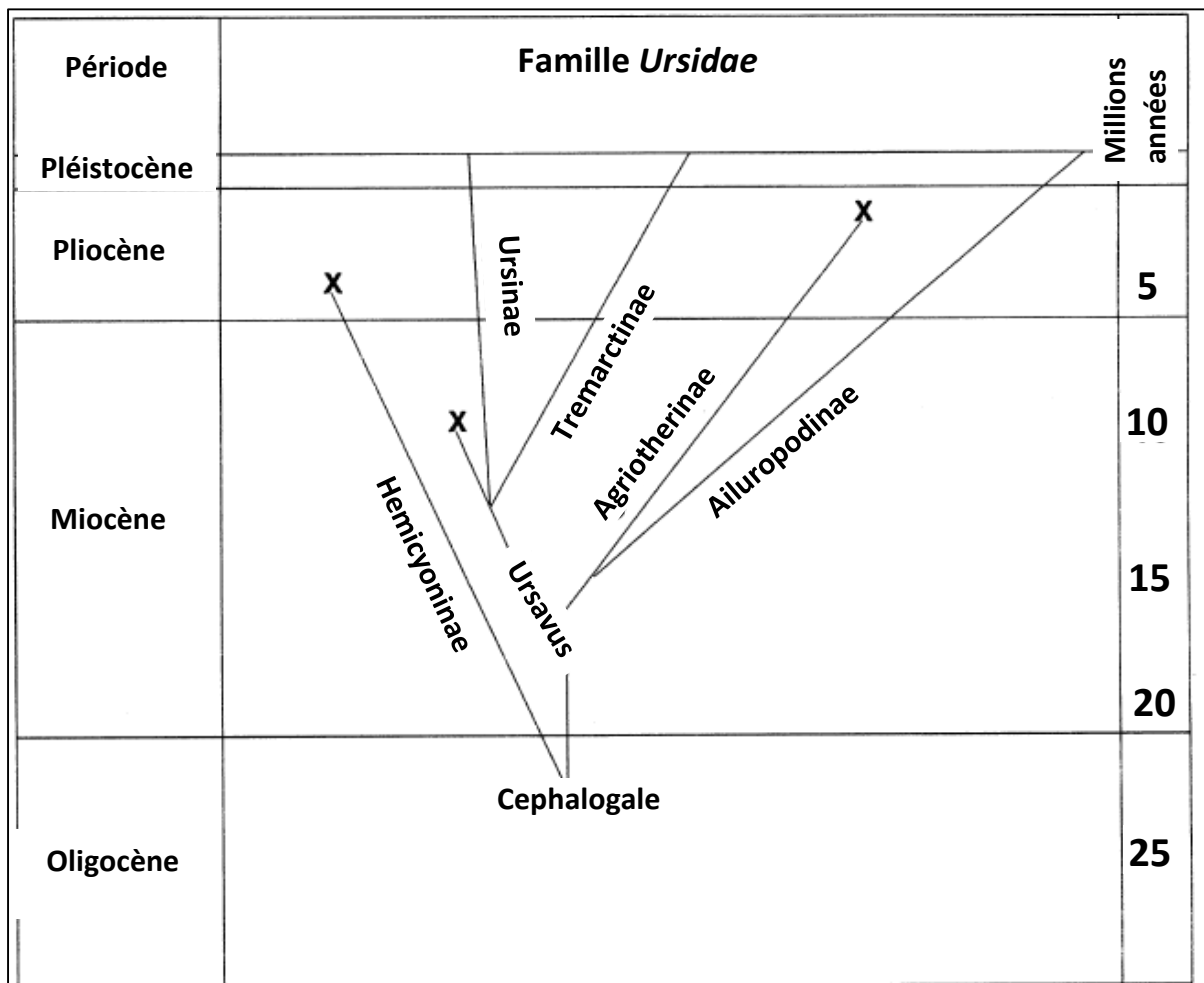 Période
Famille Ursidae
Millions
années
Pléistocène
Pliocène
5
Ursinae
Tremarctinae
Agriotherinae
Ailuropodinae
10
Hemicyoninae
Miocène
Ursavus
15
20
Cephalogale
Oligocène
25
X
X
X